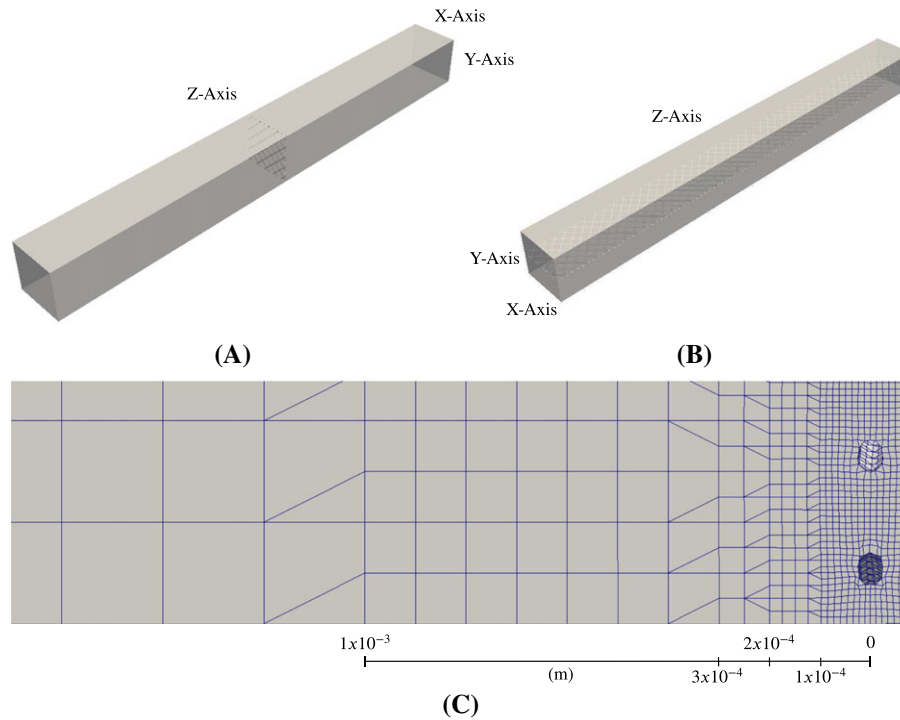 X-Axis
Y-Axis
Z-Axis
Z-Axis
Y-Axis
X-Axis
(A)
(B)
1x10⁻³
2x10⁻⁴
0
(m)
3x10⁻⁴
1x10⁻⁴
(C)